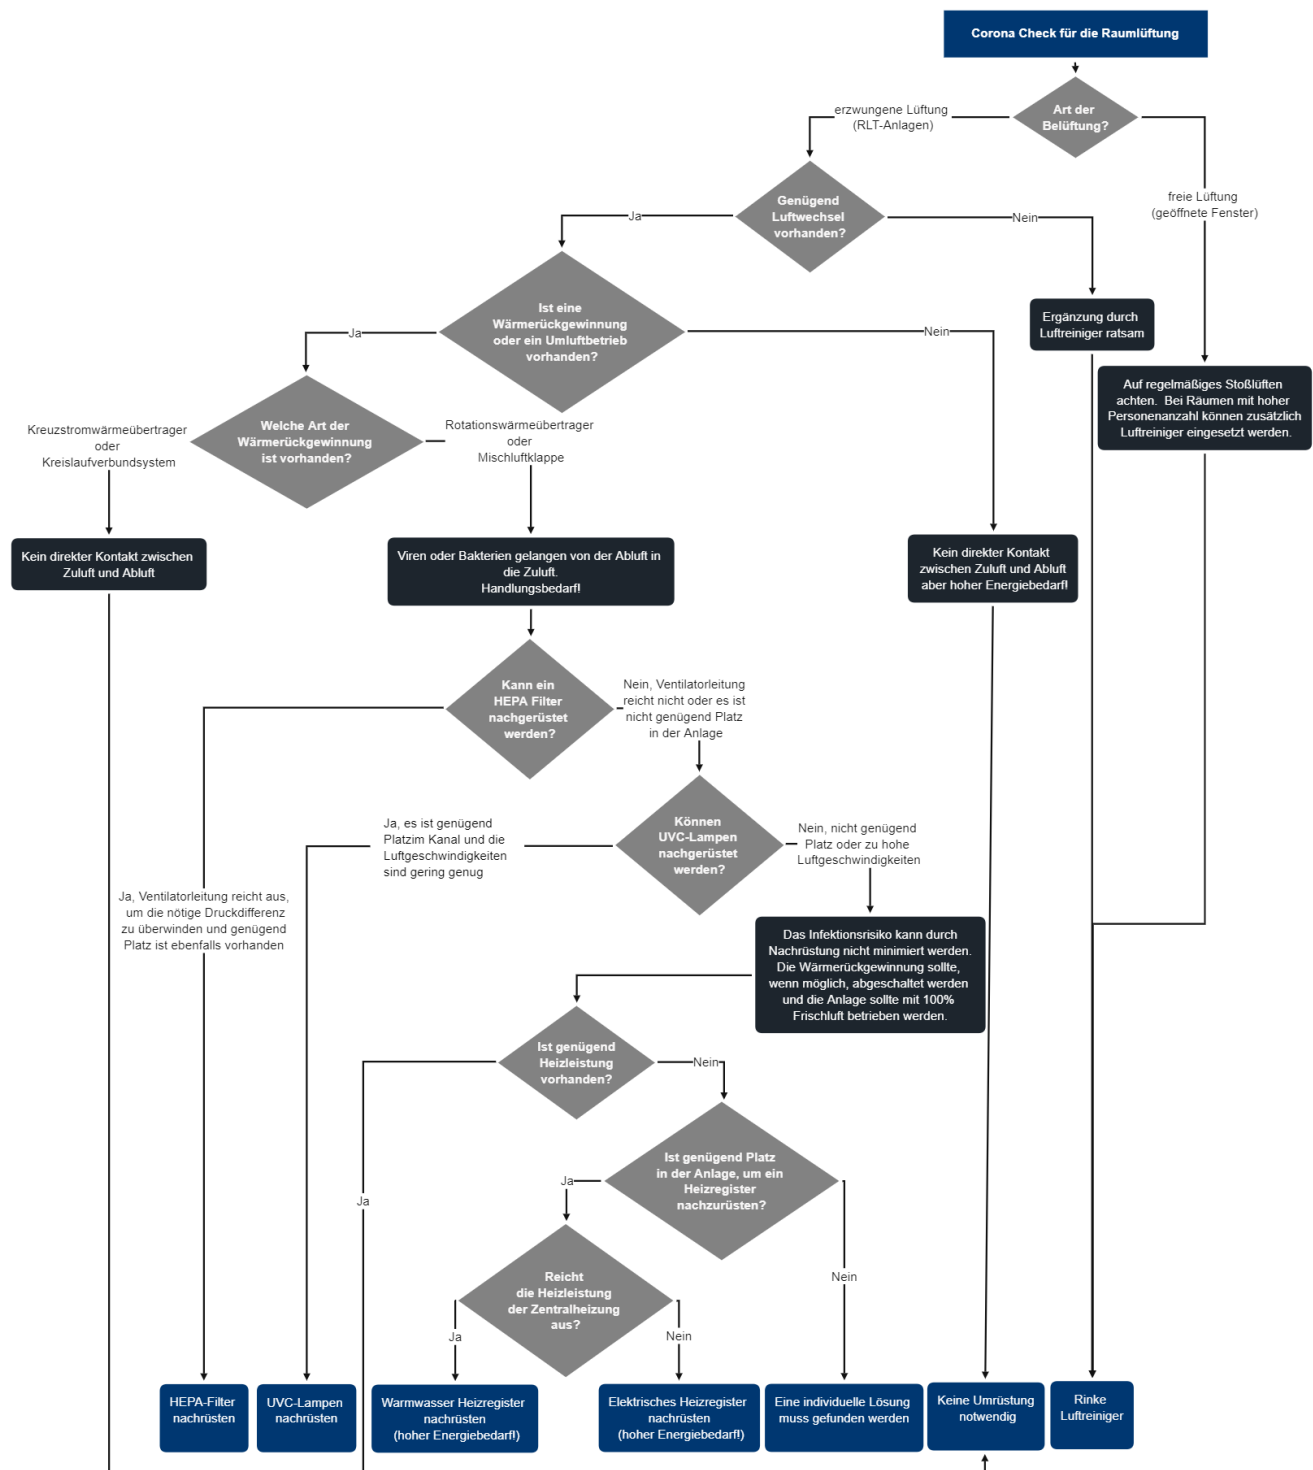 Corona Check für die Raumlüftung
Art der
Belüftung?
erzwungene Lüftung
(RLT-Anlagen)
freie Lüftung
(geöffnete Fenster)
Genügend
Luftwechsel
vorhanden?
Ja
Nein
Ist eine
Wärmerückgewinnung
oder ein Umluftbetrieb
vorhanden?
Ja
Nein
Ergänzung durch
Luftreiniger ratsam
Auf regelmäßiges Stoßlüften
achten. Bei Räumen mit hoher
Personenanzahl können zusätzlich
Luftreiniger eingesetzt werden.
Welche Art der
Wärmerückgewinnung
ist vorhanden?
Kreuzstromwärmeübertrager
oder
Kreislaufverbundsystem
Rotationswärmeübertrager
oder
Mischluftklappe
Kein direkter Kontakt zwischen
Zuluft und Abluft
Viren oder Bakterien gelangen von der Abluft in
die Zuluft.
Handlungsbedarf!
Kein direkter Kontakt
zwischen Zuluft und Abluft
aber hoher Energiebedarf!
Kann ein
HEPA Filter
nachgerüstet
werden?
Nein, Ventilatorleitung
reicht nicht oder es ist
nicht genügend Platz
in der Anlage
Können
UVC-Lampen
nachgerüstet
werden?
Ja, es ist genügend
Platzim Kanal und die
Luftgeschwindigkeiten
sind gering genug
Nein, nicht genügend
Platz oder zu hohe
Luftgeschwindigkeiten
Ja, Ventilatorleitung reicht aus,
um die nötige Druckdifferenz
zu überwinden und genügend
Platz ist ebenfalls vorhanden
Das Infektionsrisiko kann durch
Nachrüstung nicht minimiert werden.
Die Wärmerückgewinnung sollte,
wenn möglich, abgeschaltet werden
und die Anlage sollte mit 100%
Frischluft betrieben werden.
Ist genügend
Heizleistung
vorhanden?
Nein
Ja
Ist genügend Platz
in der Anlage, um ein
Heizregister
nachzurüsten?
Ja
Nein
Reicht
die Heizleistung
der Zentralheizung
aus?
Ja
Nein
HEPA-Filter
nachrüsten
UVC-Lampen
nachrüsten
Warmwasser Heizregister
nachrüsten
(hoher Energiebedarf!)
Elektrisches Heizregister
nachrüsten
(hoher Energiebedarf!)
Eine individuelle Lösung
muss gefunden werden
Keine Umrüstung
notwendig
Rinke
Luftreiniger